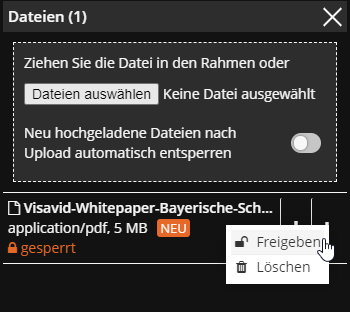 Dateien (1)
Ziehen Sie die Datei in den Rahmen oder
Dateien auswählen Keine Datei ausgewählt
Neu hochgeladene Dateien nach
Upload automatisch entsperren
Visavid-Whitepaper-Bayerische-Sch...
application/pdf, 5 MB NEU
gesperrt
Freigeben
Löschen